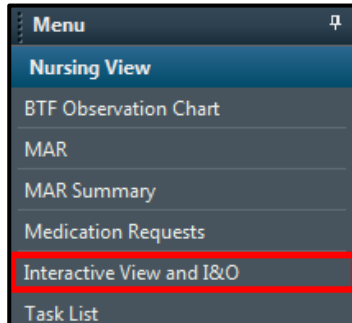 Menu
Nursing View
BTF Observation Chart
MAR
MAR Summary
Medication Requests
Interactive View and I&O
Task List